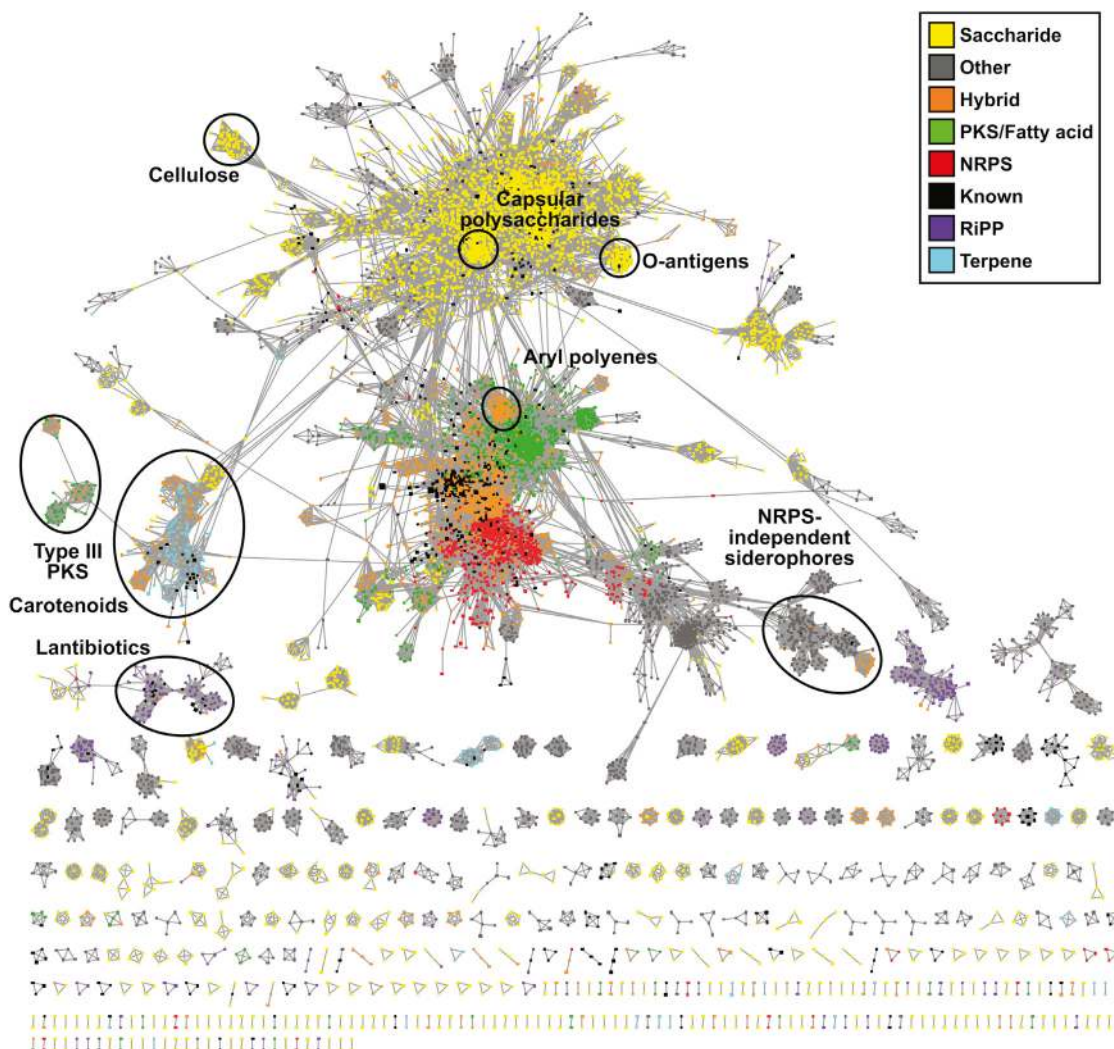 Saccharide
Other
Hybrid
PKS/Fatty acid
NRPS
Known
RiPP
Terpene
Cellulose
Capsular
polysaccharides
O-antigens
Aryl polyenes
NRPS-
independent
siderophores
Type III
PKS
Carotenoids
Lantibiotics